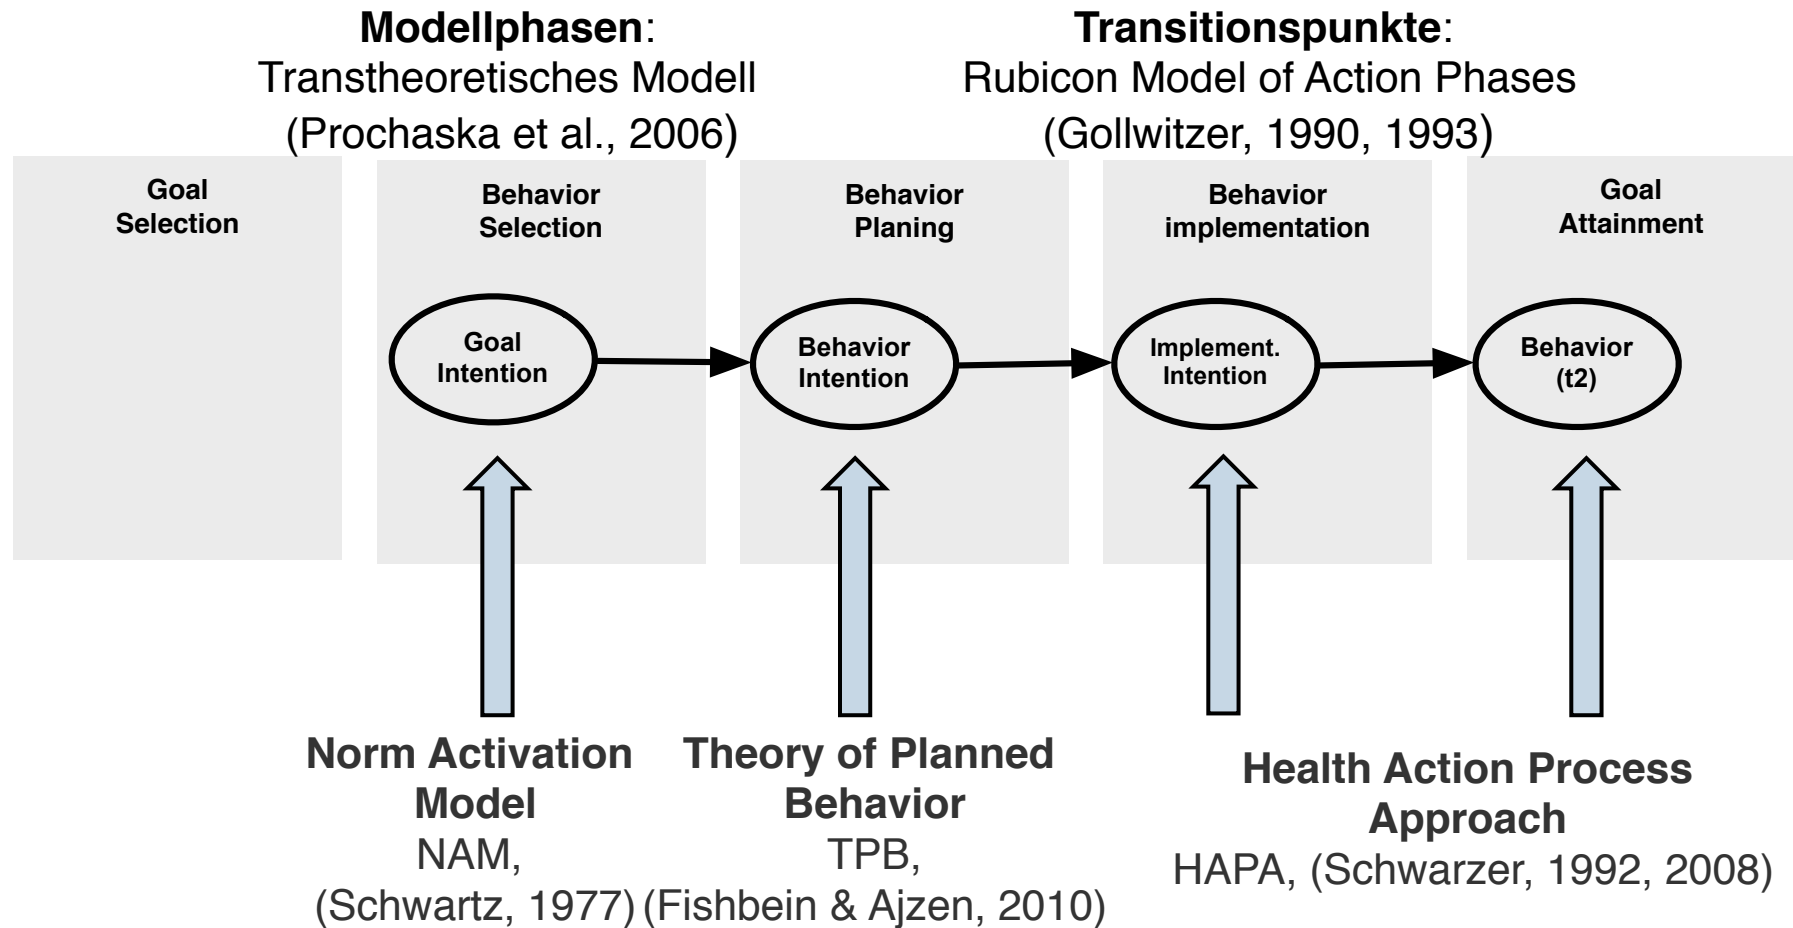 Modellphasen:
Transtheoretisches Modell
(Prochaska et al., 2006)
Transitionspunkte:
Rubicon Model of Action Phases
(Gollwitzer, 1990, 1993)
Goal
Selection
Behavior
Selection
Behavior
Planing
Behavior
implementation
Goal
Attainment
Goal
Intention
Behavior
Intention
Implement.
Intention
Behavior
(t2)
Norm Activation
Model
NAM,
(Schwartz, 1977)
Theory of Planned
Behavior
TPB,
(Fishbein & Ajzen, 2010)
Health Action Process
Approach
HAPA, (Schwarzer, 1992, 2008)